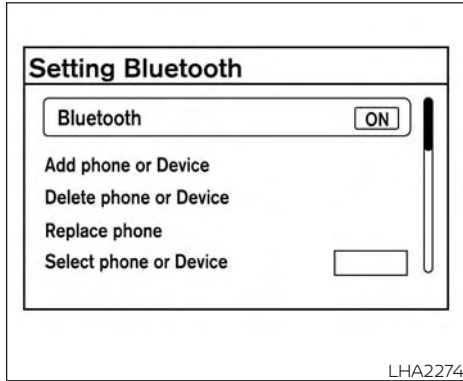 Setting Bluetooth
Bluetooth ON
Add phone or Device
Delete phone or Device
Replace phone
Select phone or Device
LHA2274